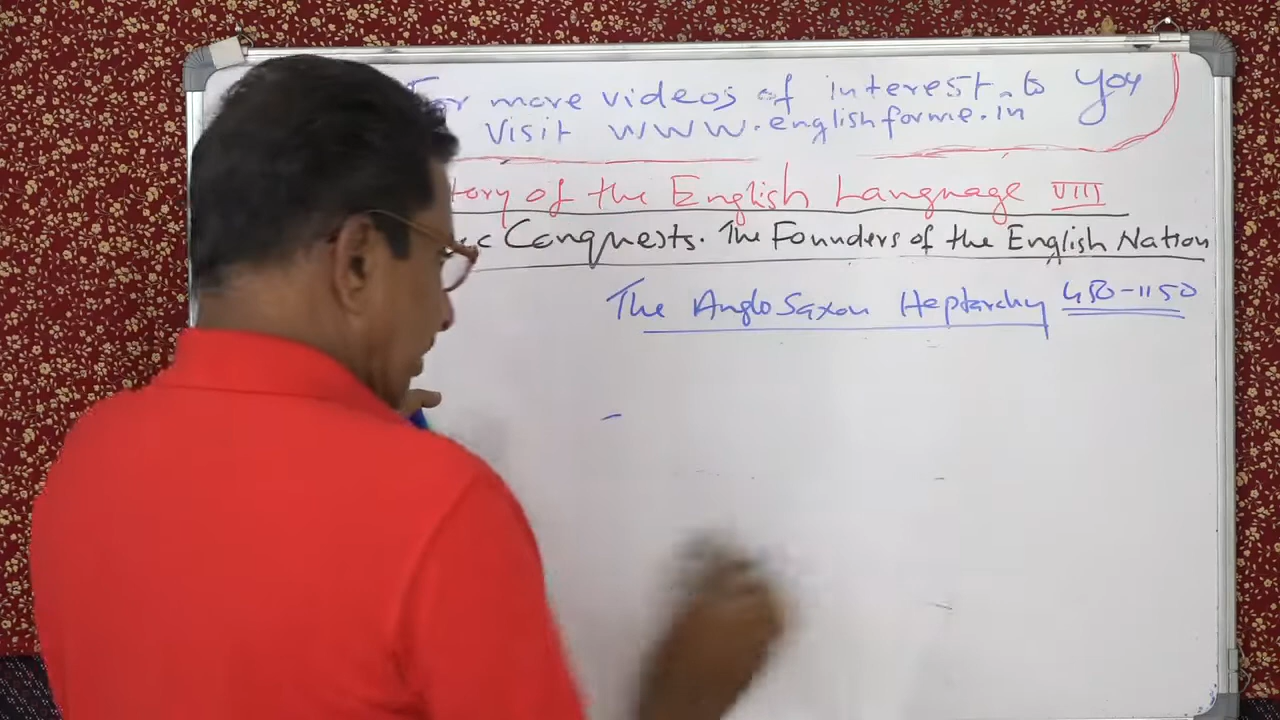 For more videos of interest to you
Visit www.englishforme.in
tory of the English Language VIII
c Conquests. The Founders of the English Nation
The Anglo Saxon Heptarchy 450-1150